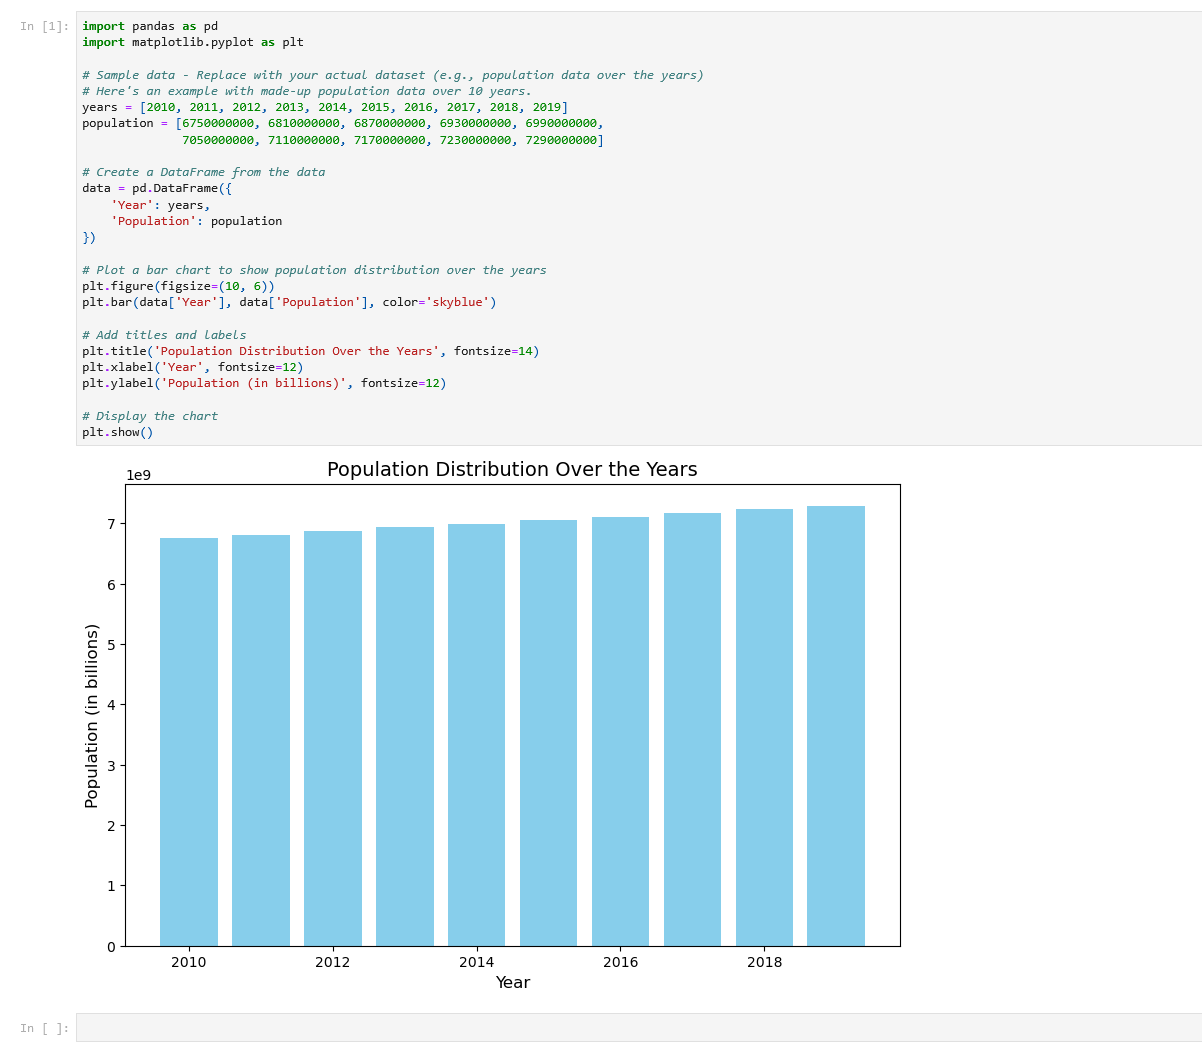 In [1]:
import pandas as pd
import matplotlib.pyplot as plt
# Sample data - Replace with your actual dataset (e.g., population data over the years)
# Here's an example with made-up population data over 10 years.
years = [2010, 2011, 2012, 2013, 2014, 2015, 2016, 2017, 2018, 2019]
population = [6750000000, 6810000000, 6870000000, 6930000000, 6990000000,
              7050000000, 7110000000, 7170000000, 7230000000, 7290000000]
# Create a DataFrame from the data
data = pd.DataFrame({
    'Year': years,
    'Population': population
})
# Plot a bar chart to show population distribution over the years
plt.figure(figsize=(10, 6))
plt.bar(data['Year'], data['Population'], color='skyblue')
# Add titles and labels
plt.title('Population Distribution Over the Years', fontsize=14)
plt.xlabel('Year', fontsize=12)
plt.ylabel('Population (in billions)', fontsize=12)
# Display the chart
plt.show()
Population Distribution Over the Years
1e9
7
6
5
4
3
2
1
0
Population (in billions)
2010 2012 2014 2016 2018
Year
In [ ]: